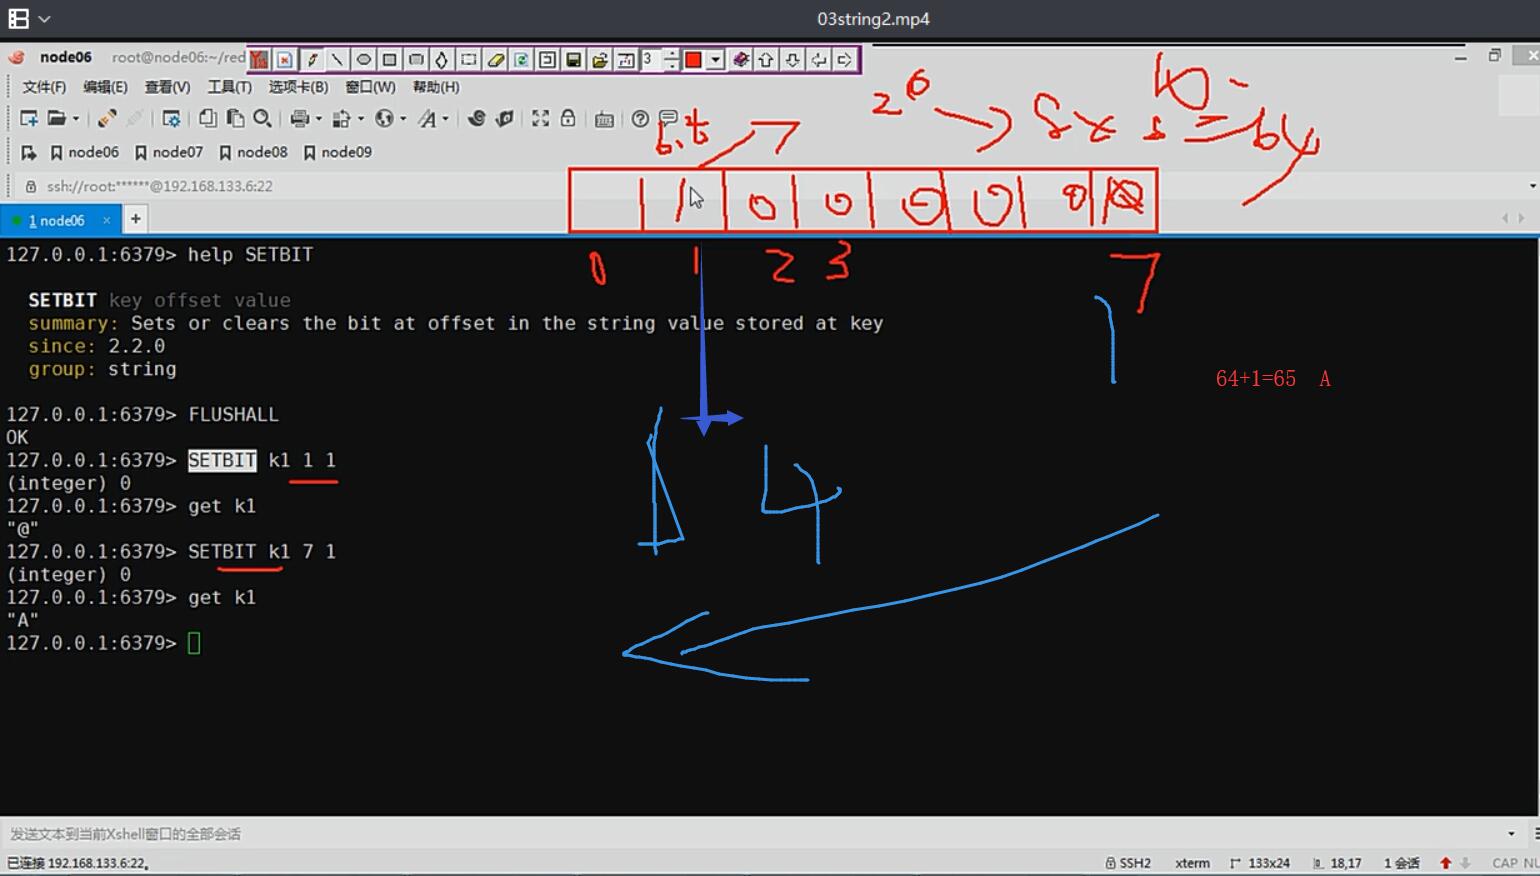 03string2.mp4
node06 root@node06:~/red
3
文件(F) 编辑(E) 查看(V) 工具(T) 选项卡(B) 窗口(W) 帮助(H)
2^6 → 8 x 8 = 64
bit
node06 node07 node08 node09
ssh://root:******@192.168.133.6:22
1 0 0 0 0 0
1 node06 × +
0 1 2 3 7
127.0.0.1:6379> help SETBIT
SETBIT key offset value
summary: Sets or clears the bit at offset in the string value stored at key
since: 2.2.0
group: string
1
64+1=65 A
127.0.0.1:6379> FLUSHALL
OK
127.0.0.1:6379> SETBIT k1 1 1
(integer) 0
127.0.0.1:6379> get k1
"@"
4
127.0.0.1:6379> SETBIT k1 7 1
(integer) 0
127.0.0.1:6379> get k1
"A"
127.0.0.1:6379>
发送文本到当前Xshell窗口的全部会话
已连接 192.168.133.6:22。 SSH2 xterm 133x24 18,17 1 会话 CAP NU